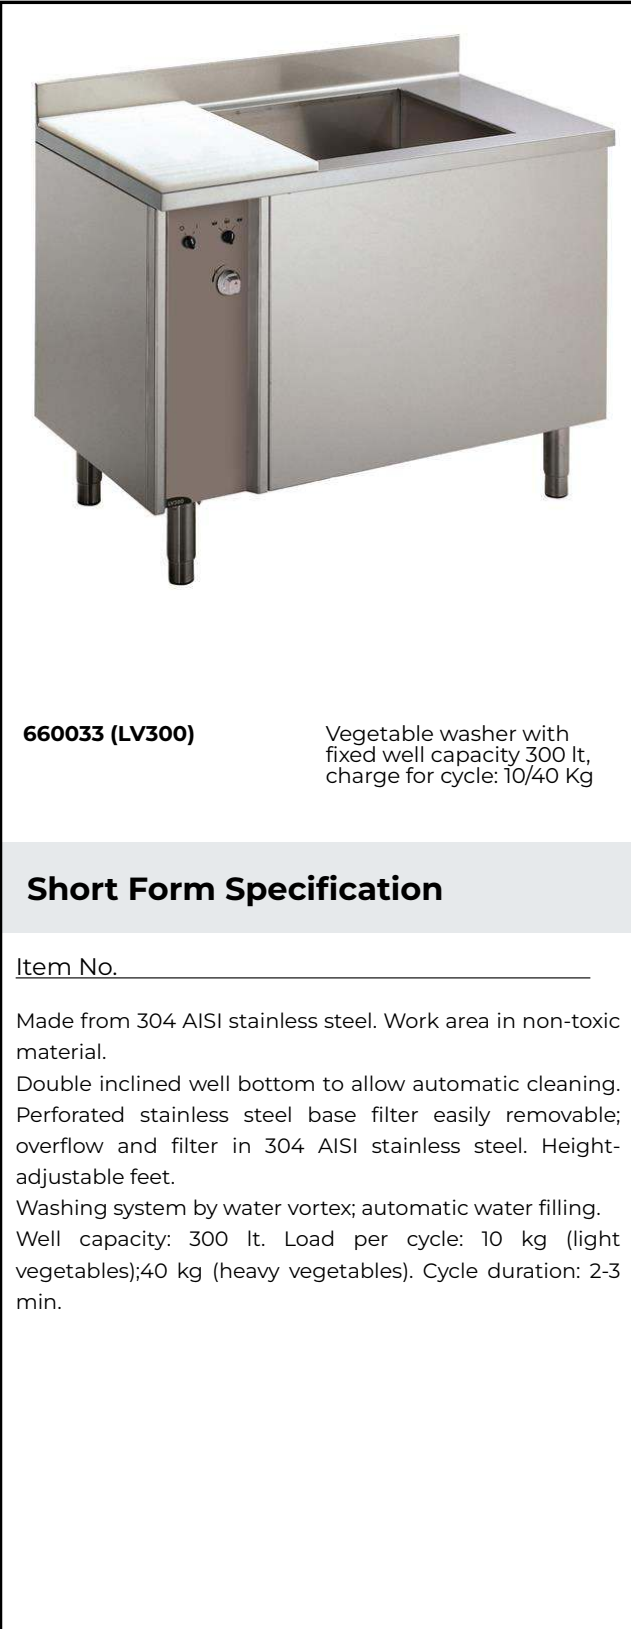 660033 (LV300)
Vegetable washer with
fixed well capacity 300 lt,
charge for cycle: 10/40 Kg
Short Form Specification
Item No.
Made from 304 AISI stainless steel. Work area in non-toxic
material.
Double inclined well bottom to allow automatic cleaning.
Perforated stainless steel base filter easily removable;
overflow and filter in 304 AISI stainless steel. Height-
adjustable feet.
Washing system by water vortex; automatic water filling.
Well capacity: 300 lt. Load per cycle: 10 kg (light
vegetables);40 kg (heavy vegetables). Cycle duration: 2-3
min.